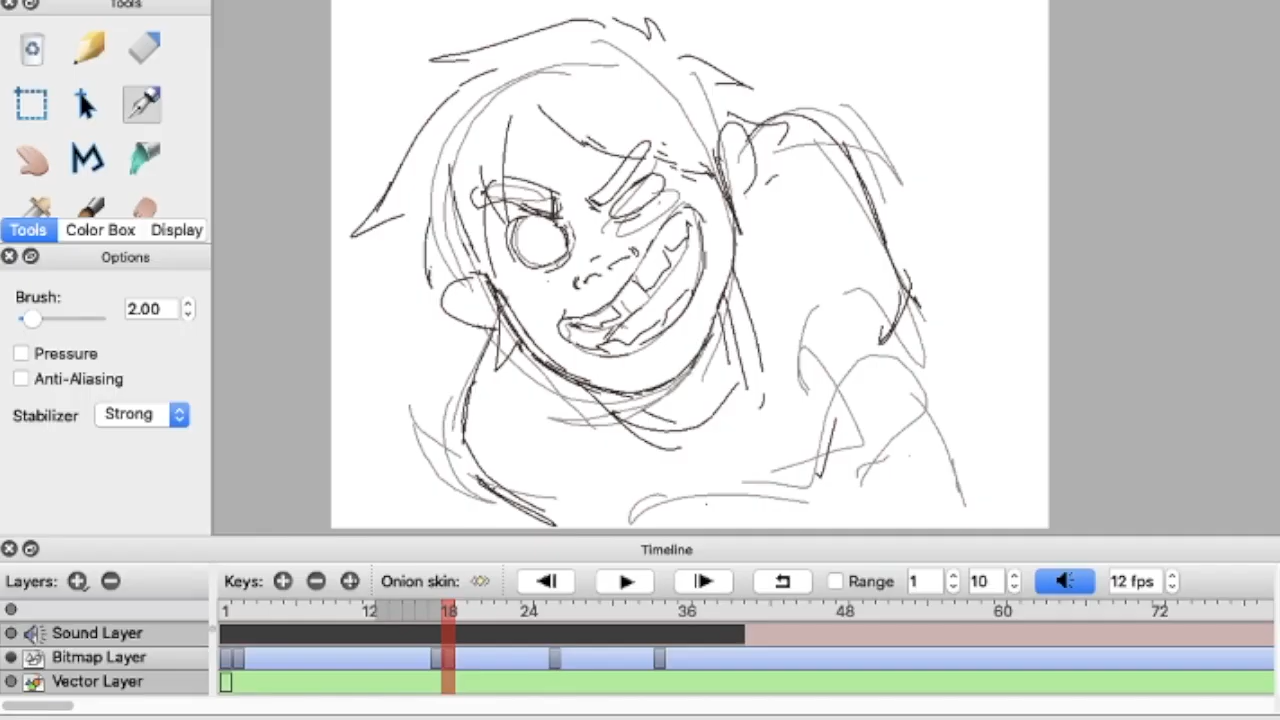 Tools
Tools Color Box Display
Options
Brush: 2.00
Pressure
Anti-Aliasing
Stabilizer Strong
Timeline
Layers: Keys: Onion skin: Range 1 10 12 fps
1 12 18 24 36 48 60 72
Sound Layer
Bitmap Layer
Vector Layer